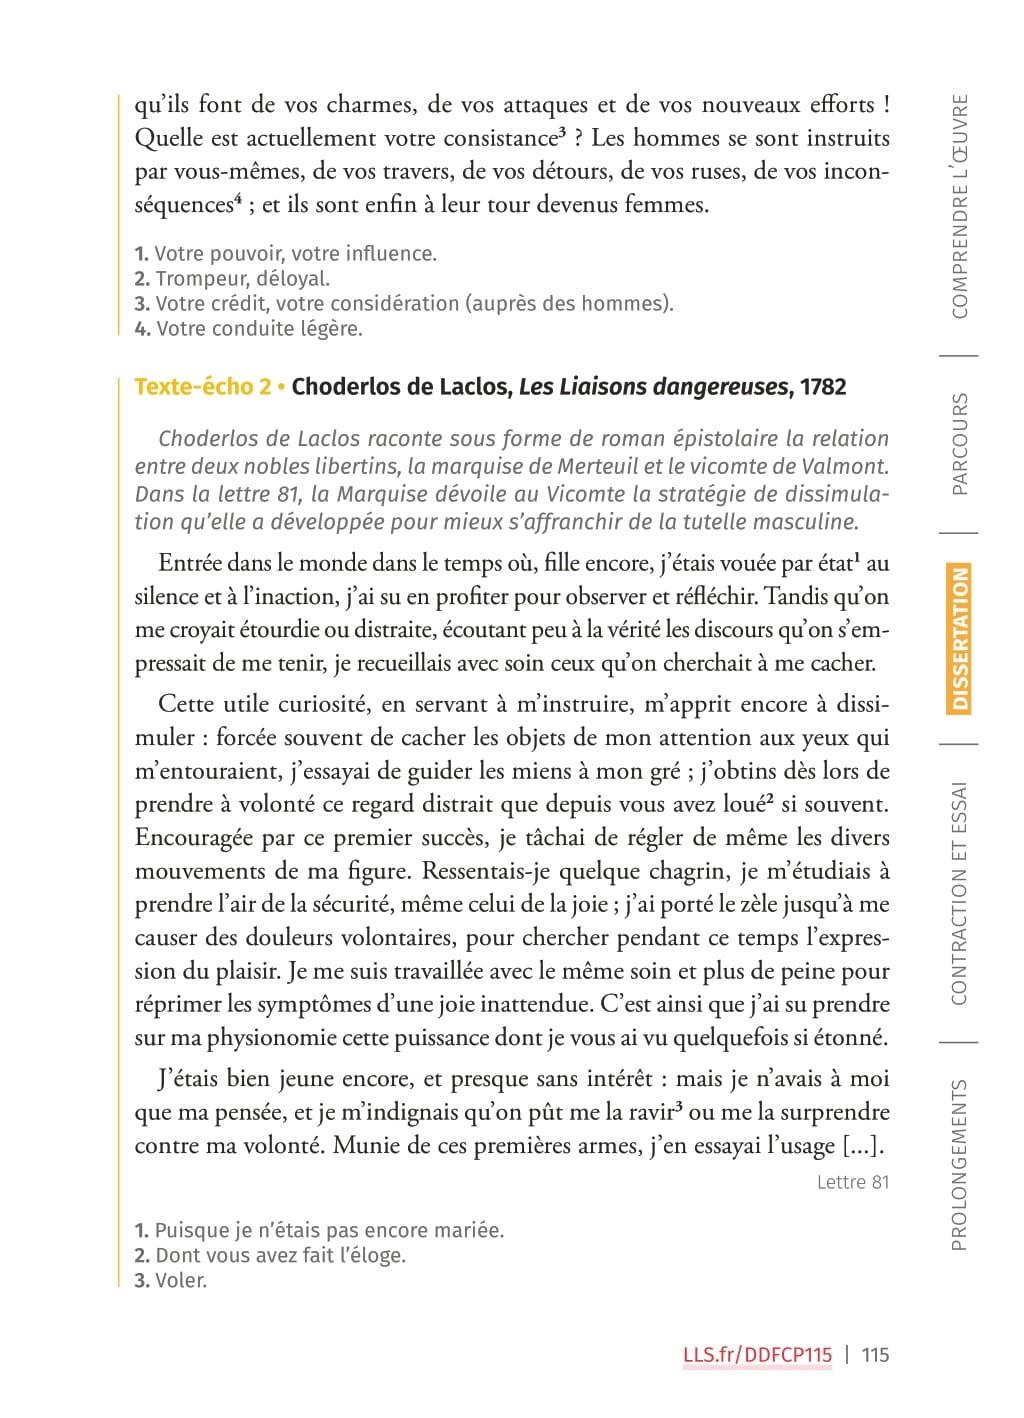 qu'ils font de vos charmes, de vos attaques et de vos nouveaux efforts !
Quelle est actuellement votre consistance³ ? Les hommes se sont instruits
par vous-mêmes, de vos travers, de vos détours, de vos ruses, de vos incon-
séquences⁴ ; et ils sont enfin à leur tour devenus femmes.
1. Votre pouvoir, votre influence.
2. Trompeur, déloyal.
3. Votre crédit, votre considération (auprès des hommes).
4. Votre conduite légère.
Texte-écho 2 • Choderlos de Laclos, Les Liaisons dangereuses, 1782
Choderlos de Laclos raconte sous forme de roman épistolaire la relation
entre deux nobles libertins, la marquise de Merteuil et le vicomte de Valmont.
Dans la lettre 81, la Marquise dévoile au Vicomte la stratégie de dissimula-
tion qu'elle a développée pour mieux s'affranchir de la tutelle masculine.
Entrée dans le monde dans le temps où, fille encore, j'étais vouée par état¹ au
silence et à l'inaction, j'ai su en profiter pour observer et réfléchir. Tandis qu'on
me croyait étourdie ou distraite, écoutant peu à la vérité les discours qu'on s'em-
pressait de me tenir, je recueillais avec soin ceux qu'on cherchait à me cacher.
Cette utile curiosité, en servant à m'instruire, m'apprit encore à dissi-
muler : forcée souvent de cacher les objets de mon attention aux yeux qui
m'entouraient, j'essayai de guider les miens à mon gré ; j'obtins dès lors de
prendre à volonté ce regard distrait que depuis vous avez loué² si souvent.
Encouragée par ce premier succès, je tâchai de régler de même les divers
mouvements de ma figure. Ressentais-je quelque chagrin, je m'étudiais à
prendre l'air de la sécurité, même celui de la joie ; j'ai porté le zèle jusqu'à me
causer des douleurs volontaires, pour chercher pendant ce temps l'expres-
sion du plaisir. Je me suis travaillée avec le même soin et plus de peine pour
réprimer les symptômes d'une joie inattendue. C'est ainsi que j'ai su prendre
sur ma physionomie cette puissance dont je vous ai vu quelquefois si étonné.
J'étais bien jeune encore, et presque sans intérêt : mais je n'avais à moi
que ma pensée, et je m'indignais qu'on pût me la ravir³ ou me la surprendre
contre ma volonté. Munie de ces premières armes, j'en essayai l'usage [...].
Lettre 81
1. Puisque je n'étais pas encore mariée.
2. Dont vous avez fait l'éloge.
3. Voler.
LLS.fr/DDFCP115 | 115
COMPRENDRE L'ŒUVRE
PARCOURS
DISSERTATION
CONTRACTION ET ESSAI
PROLONGEMENTS